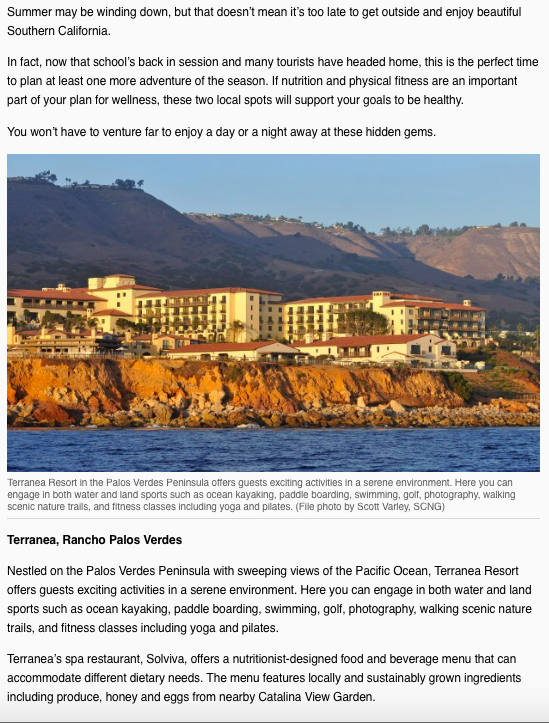 Summer may be winding down, but that doesn’t mean it’s too late to get outside and enjoy beautiful
Southern California.
In fact, now that school’s back in session and many tourists have headed home, this is the perfect time
to plan at least one more adventure of the season. If nutrition and physical fitness are an important
part of your plan for wellness, these two local spots will support your goals to be healthy.
You won’t have to venture far to enjoy a day or a night away at these hidden gems.
Terranea Resort in the Palos Verdes Peninsula offers guests exciting activities in a serene environment. Here you can
engage in both water and land sports such as ocean kayaking, paddle boarding, swimming, golf, photography, walking
scenic nature trails, and fitness classes including yoga and pilates. (File photo by Scott Varley, SCNG)
Terranea, Rancho Palos Verdes
Nestled on the Palos Verdes Peninsula with sweeping views of the Pacific Ocean, Terranea Resort
offers guests exciting activities in a serene environment. Here you can engage in both water and land
sports such as ocean kayaking, paddle boarding, swimming, golf, photography, walking scenic nature
trails, and fitness classes including yoga and pilates.
Terranea’s spa restaurant, Solviva, offers a nutritionist-designed food and beverage menu that can
accommodate different dietary needs. The menu features locally and sustainably grown ingredients
including produce, honey and eggs from nearby Catalina View Garden.